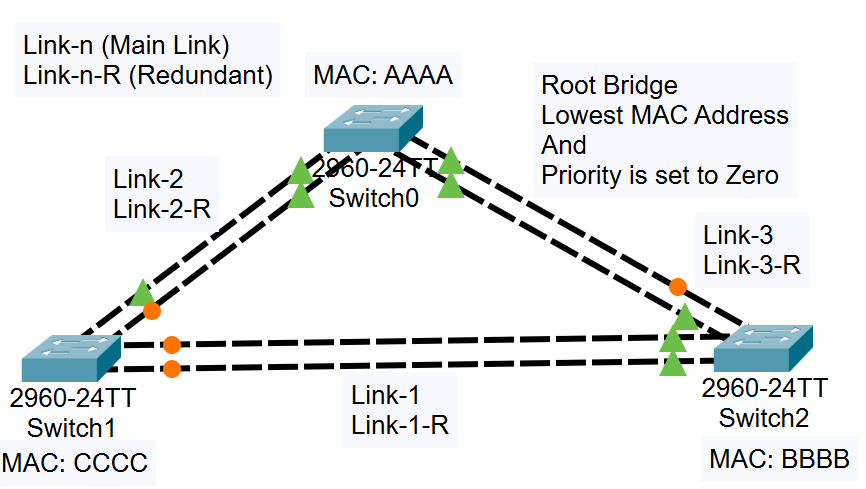 Link-n (Main Link)
Link-n-R (Redundant)
MAC: AAAA
Root Bridge
Lowest MAC Address
And
Priority is set to Zero
2960-24TT
Switch0
Link-2
Link-2-R
Link-3
Link-3-R
2960-24TT
Switch1
MAC: CCCC
Link-1
Link-1-R
2960-24TT
Switch2
MAC: BBBB